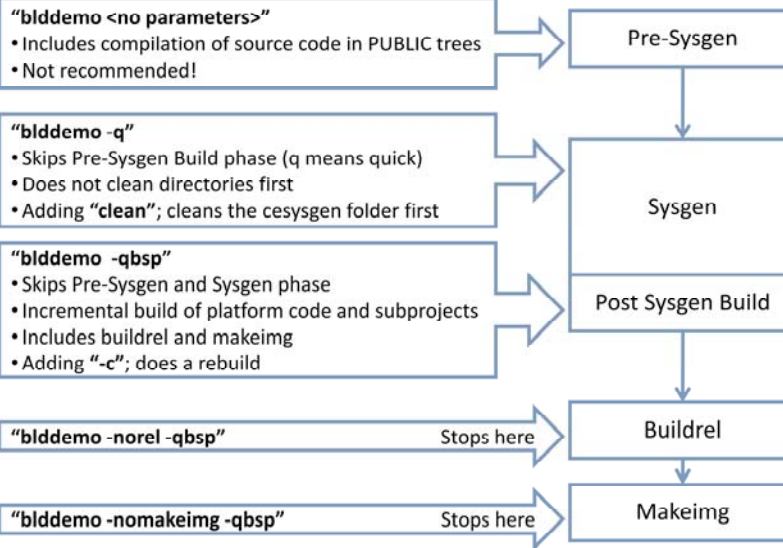 “blddemo <no parameters>”
• Includes compilation of source code in PUBLIC trees
• Not recommended!
Pre-Sysgen
“blddemo -q”
• Skips Pre-Sysgen Build phase (q means quick)
• Does not clean directories first
• Adding “clean”; cleans the cesysgen folder first
Sysgen
“blddemo -qbsp”
• Skips Pre-Sysgen and Sysgen phase
• Incremental build of platform code and subprojects
• Includes buildrel and makeimg
• Adding “-c”; does a rebuild
Post Sysgen Build
“blddemo -norel -qbsp” Stops here
Buildrel
“blddemo -nomakeimg -qbsp” Stops here
Makeimg